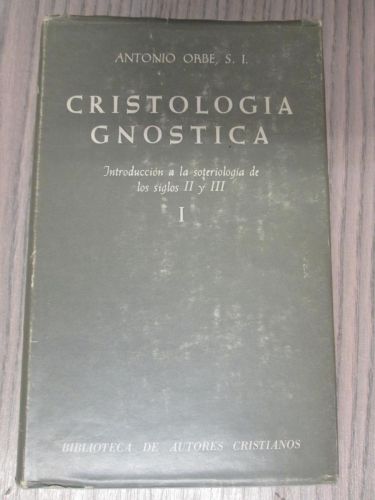 ANTONIO ORBE, S. I.
CRISTOLOGIA
GNOSTICA
Introducción a la soteriología de
los siglos II y III
I
BIBLIOTECA DE AUTORES CRISTIANOS